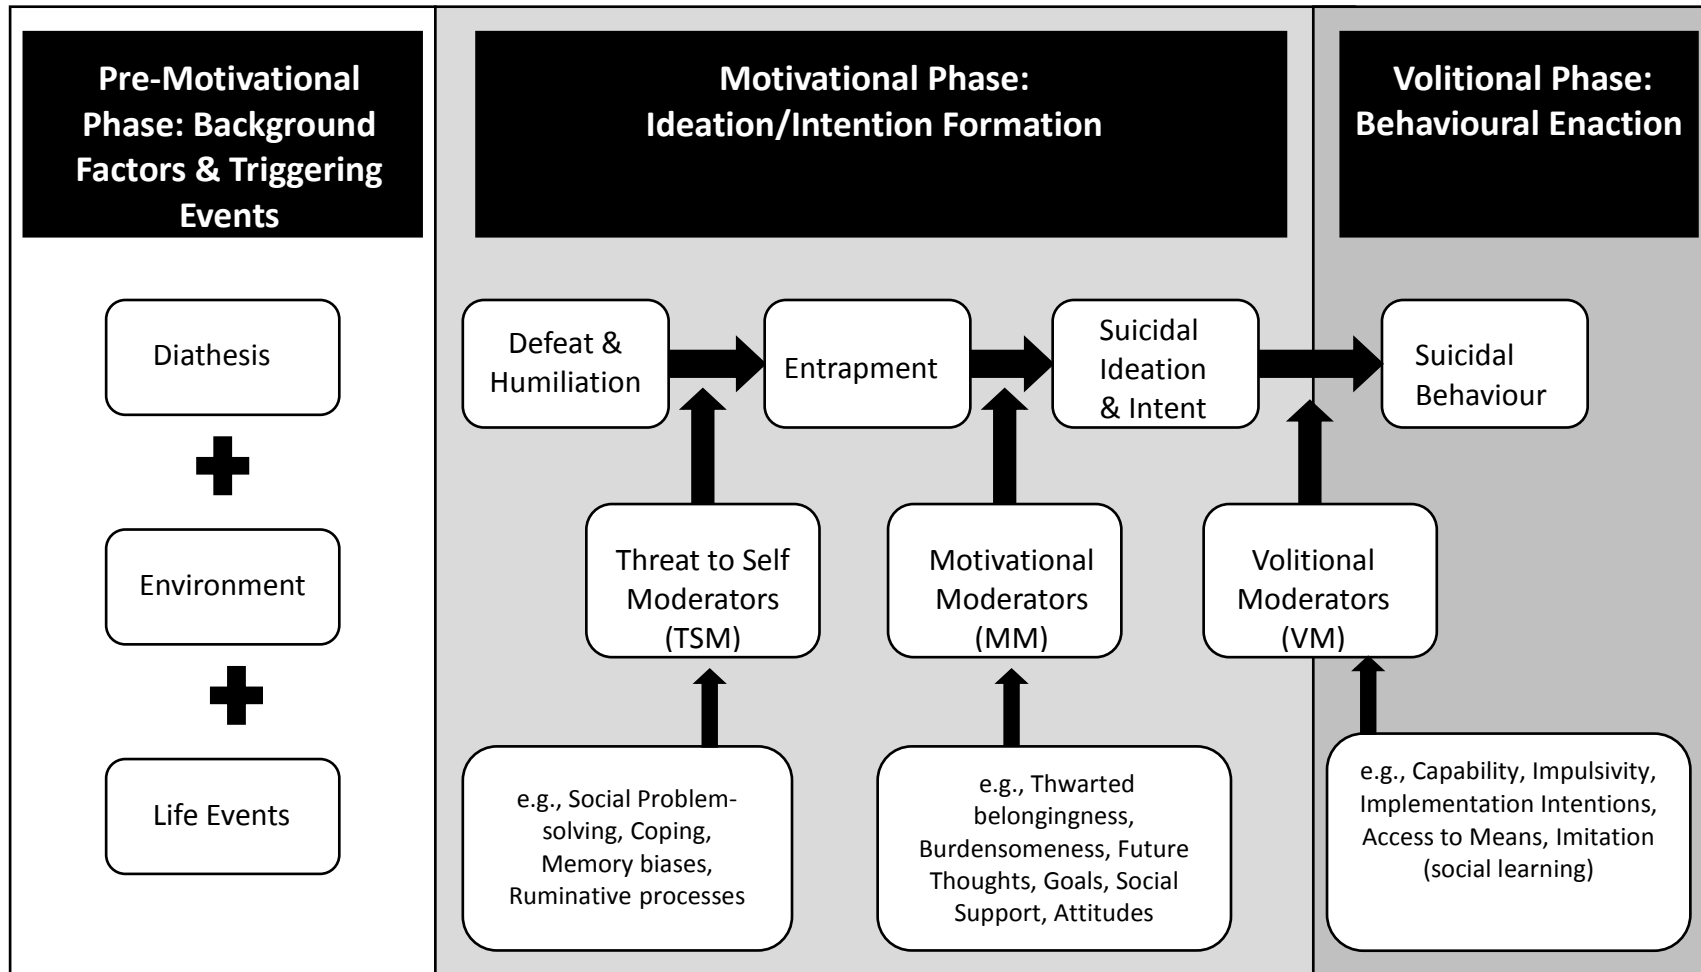 Pre-Motivational
Phase: Background
Factors & Triggering
Events
Motivational Phase:
Ideation/Intention Formation
Volitional Phase:
Behavioural Enaction
Diathesis
Environment
Life Events
Defeat &
Humiliation
Entrapment
Suicidal
Ideation
& Intent
Suicidal
Behaviour
Threat to Self
Moderators
(TSM)
Motivational
Moderators
(MM)
Volitional
Moderators
(VM)
e.g., Social Problem-
solving, Coping,
Memory biases,
Ruminative processes
e.g., Thwarted
belongingness,
Burdensomeness, Future
Thoughts, Goals, Social
Support, Attitudes
e.g., Capability, Impulsivity,
Implementation Intentions,
Access to Means, Imitation
(social learning)